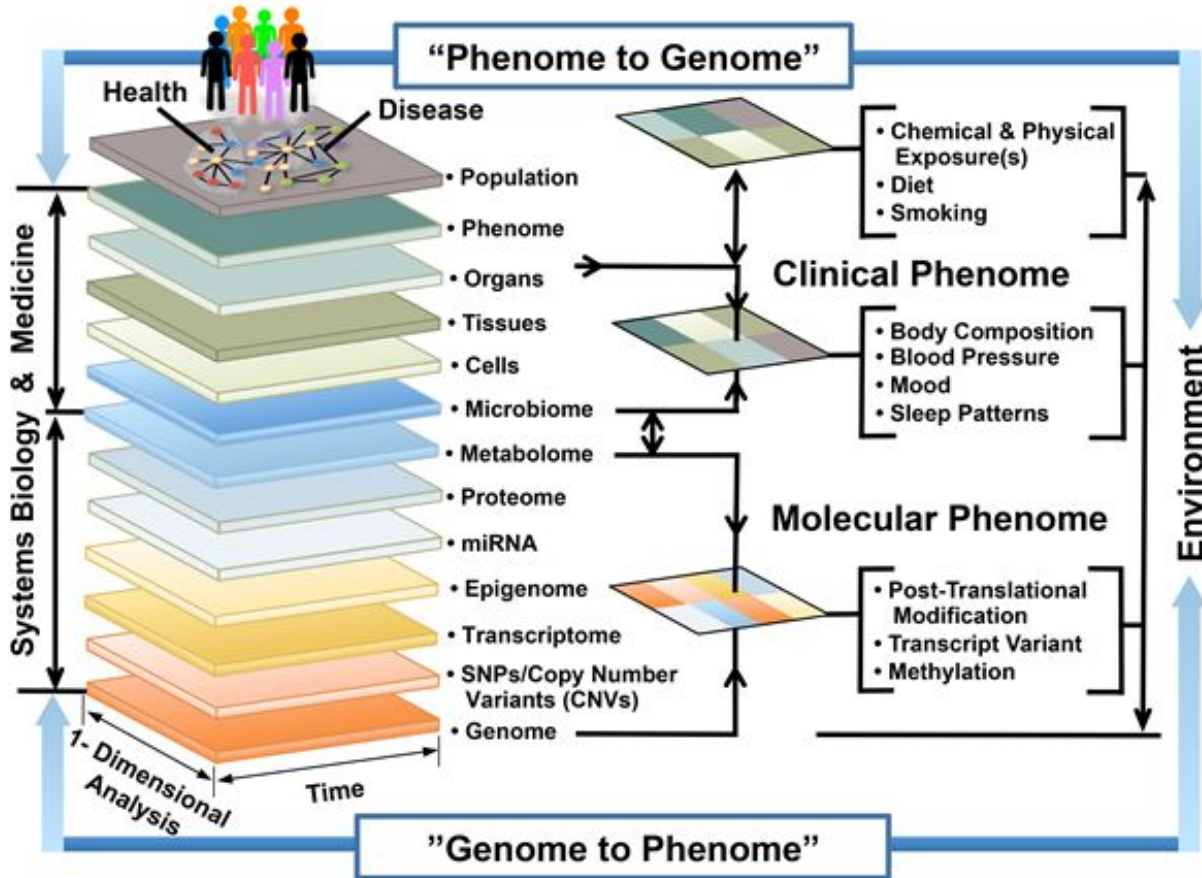 “Phenome to Genome”
Health
Disease
• Population
• Phenome
• Organs
• Tissues
• Cells
• Microbiome
• Metabolome
• Proteome
• miRNA
• Epigenome
• Transcriptome
• SNPs/Copy Number
Variants (CNVs)
• Genome
Systems Biology & Medicine
1- Dimensional
Analysis
Time
• Chemical & Physical
Exposure(s)
• Diet
• Smoking
Clinical Phenome
• Body Composition
• Blood Pressure
• Mood
• Sleep Patterns
Molecular Phenome
• Post-Translational
Modification
• Transcript Variant
• Methylation
Environment
”Genome to Phenome”